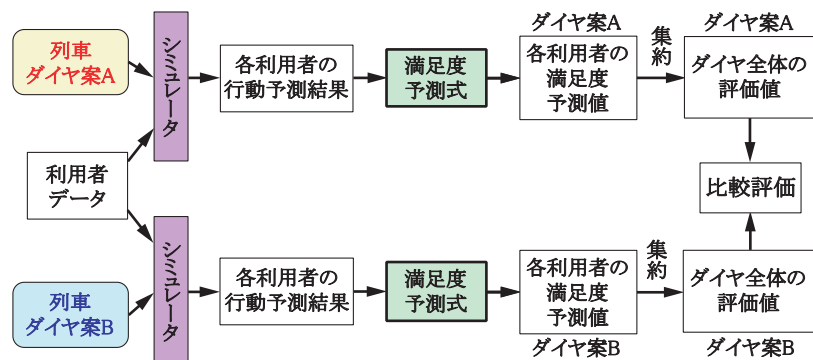 列車
ダイヤ案A
シミュレータ
各利用者の
行動予測結果
満足度
予測式
ダイヤ案A
各利用者の
満足度
予測値
集約
ダイヤ案A
ダイヤ全体の
評価値
利用者
データ
比較評価
列車
ダイヤ案B
シミュレータ
各利用者の
行動予測結果
満足度
予測式
各利用者の
満足度
予測値
ダイヤ案B
集約
ダイヤ全体の
評価値
ダイヤ案B